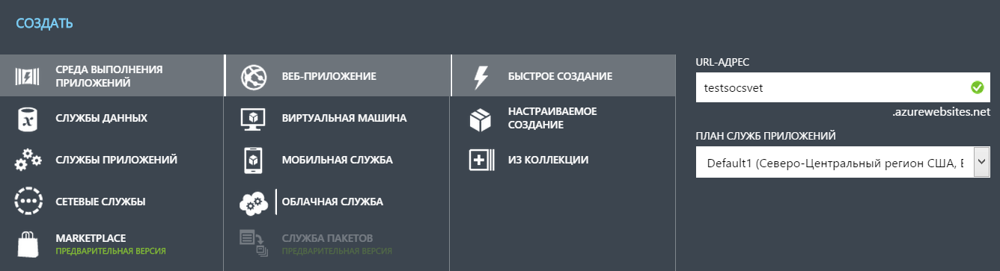 СОЗДАТЬ
СРЕДА ВЫПОЛНЕНИЯ
ПРИЛОЖЕНИЙ
СЛУЖБЫ ДАННЫХ
СЛУЖБЫ ПРИЛОЖЕНИЙ
СЕТЕВЫЕ СЛУЖБЫ
MARKETPLACE
ПРЕДВАРИТЕЛЬНАЯ ВЕРСИЯ
ВЕБ-ПРИЛОЖЕНИЕ
ВИРТУАЛЬНАЯ МАШИНА
МОБИЛЬНАЯ СЛУЖБА
ОБЛАЧНАЯ СЛУЖБА
СЛУЖБА ПАКЕТОВ
ПРЕДВАРИТЕЛЬНАЯ ВЕРСИЯ
БЫСТРОЕ СОЗДАНИЕ
НАСТРАИВАЕМОЕ
СОЗДАНИЕ
ИЗ КОЛЛЕКЦИИ
URL-АДРЕС
testsocsvet
.azurewebsites.net
ПЛАН СЛУЖБ ПРИЛОЖЕНИЙ
Default1 (Северо-Центральный регион США, Б